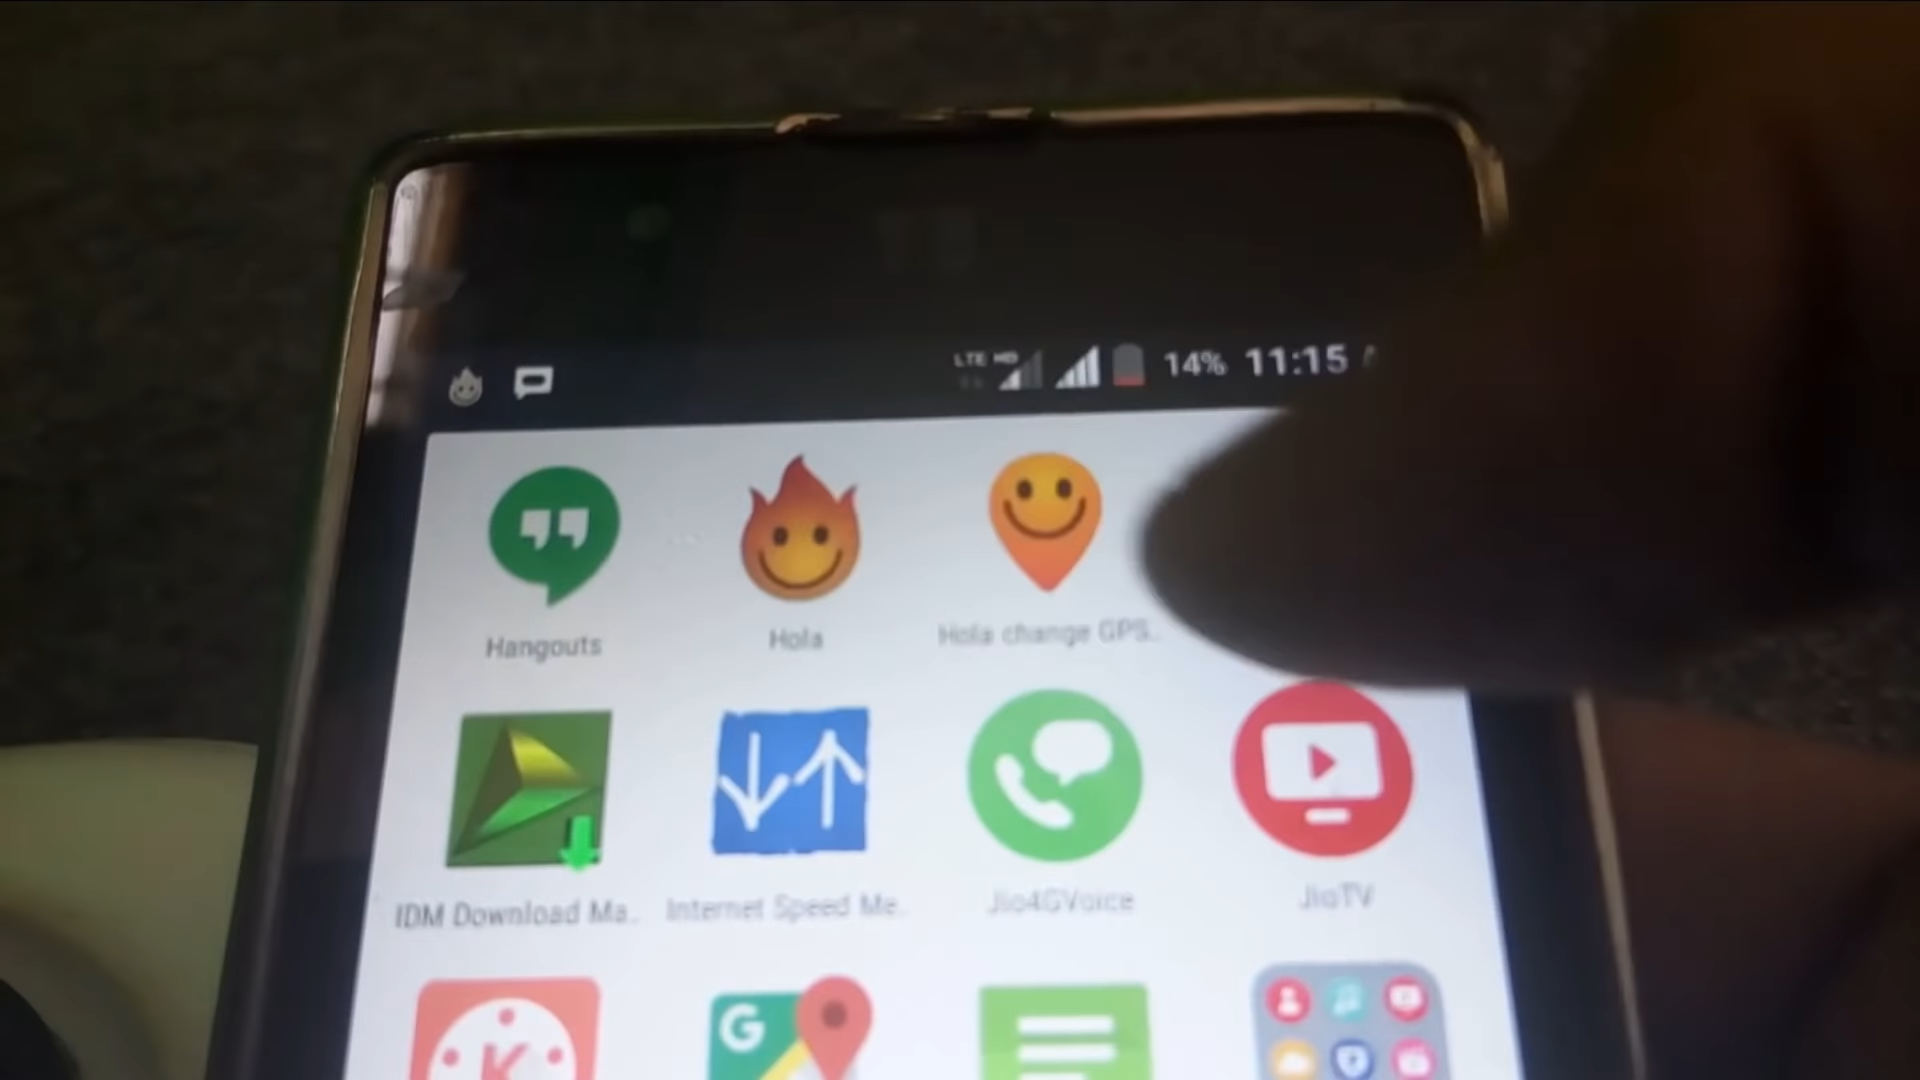 LTE HD 14% 11:15
Hangouts
Hola
Hola change GPS..
IDM Download Ma..
Internet Speed Me..
Jio4GVoice
JioTV
K
G